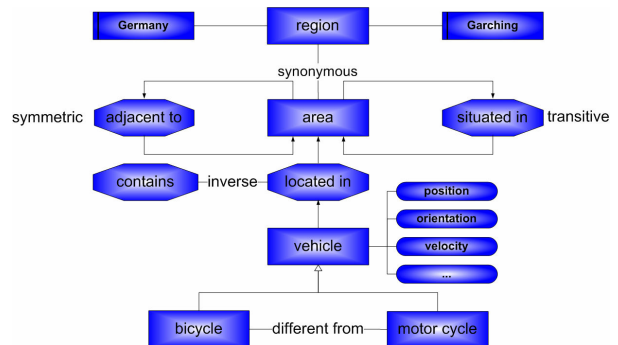 Germany
region
Garching
synonymous
symmetric
adjacent to
area
situated in
transitive
contains
inverse
located in
position
orientation
vehicle
velocity
...
bicycle
different from
motor cycle